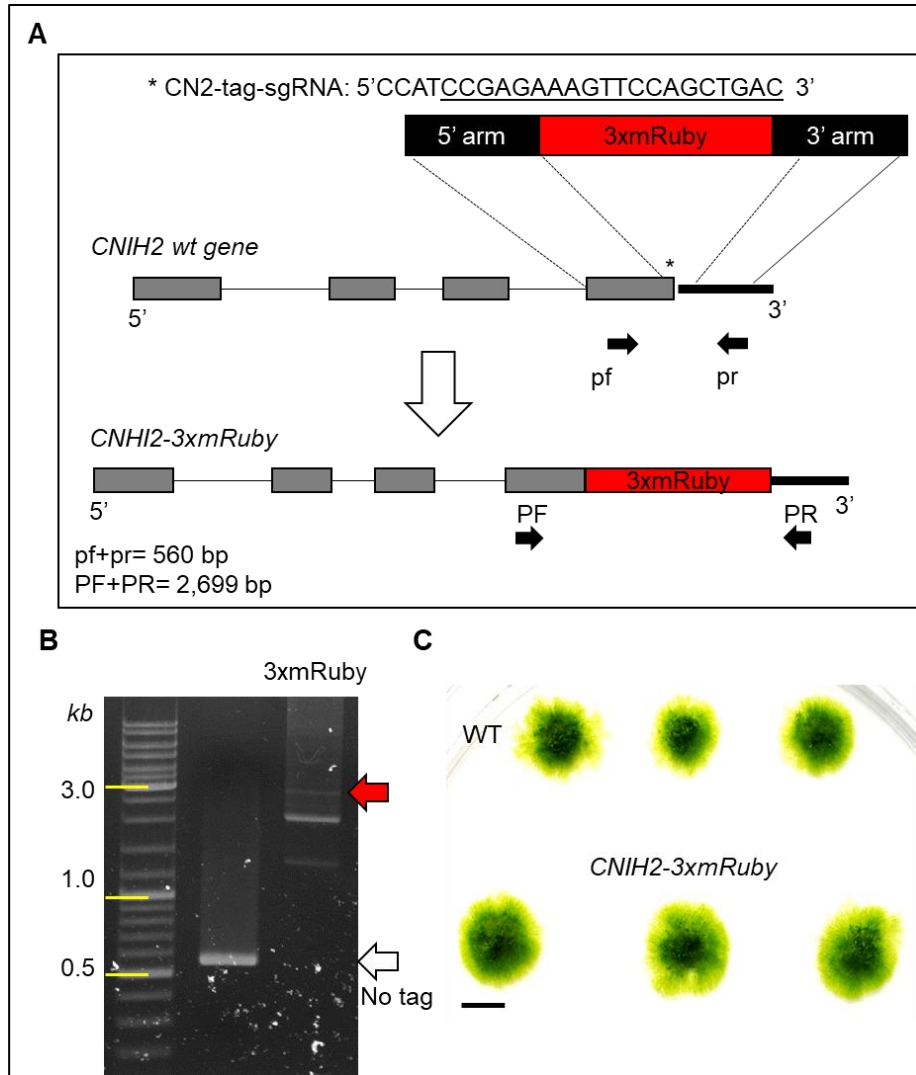 A
* CN2-tag-sgRNA: 5'CCATCCGAGAAAGTTCCAGCTGAC 3'
5' arm 3xmRuby 3' arm
CNIH2 wt gene
*
5' 3'
pf pr
CNHI2-3xmRuby
3xmRuby
5' 3'
PF PR
pf+pr= 560 bp
PF+PR= 2,699 bp
B
3xmRuby
kb
3.0
1.0
0.5
No tag
C
WT
CNIH2-3xmRuby